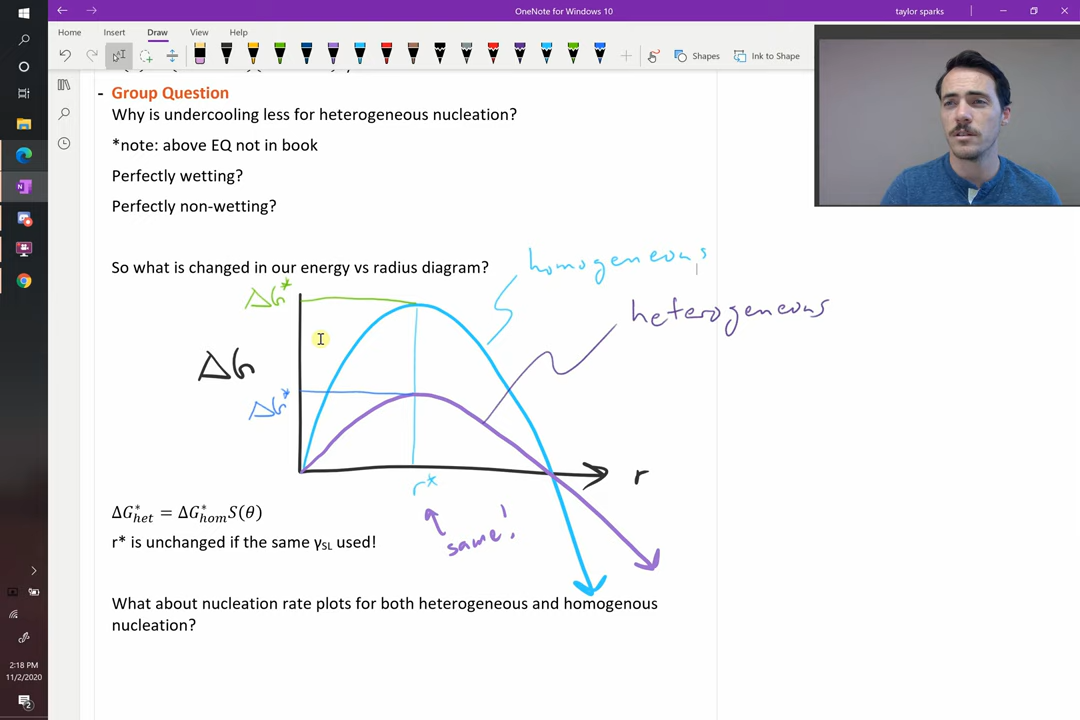 OneNote for Windows 10
taylor sparks
Home Insert Draw View Help
Shapes
Ink to Shape
- Group Question
Why is undercooling less for heterogeneous nucleation?
*note: above EQ not in book
Perfectly wetting?
Perfectly non-wetting?
So what is changed in our energy vs radius diagram?
homogeneous
heterogeneous
ΔG*
ΔG
ΔG*
r
r*
same!
ΔG*het = ΔG*homS(θ)
r* is unchanged if the same γSL used!
What about nucleation rate plots for both heterogeneous and homogenous
nucleation?
2:18 PM
11/2/2020
2